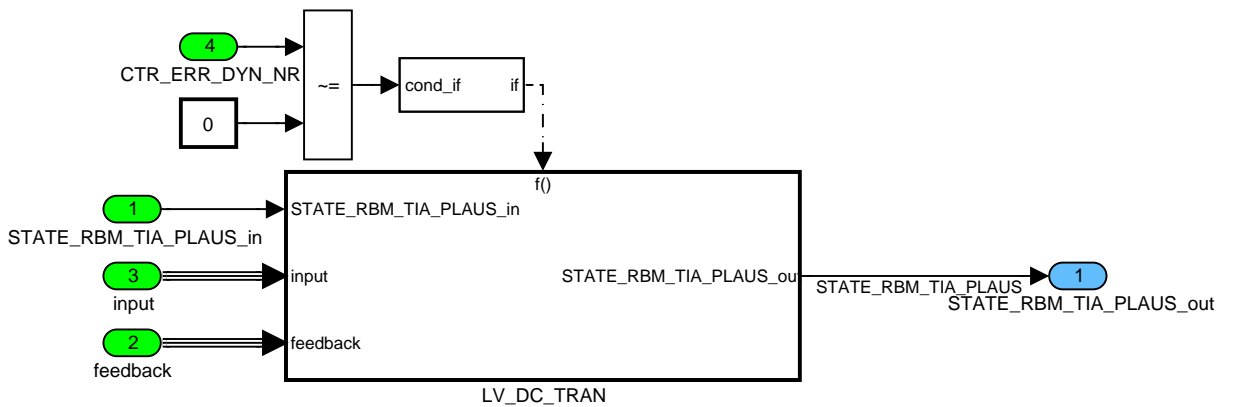 4
CTR_ERR_DYN_NR
~=
cond_if if
0
f()
1
STATE_RBM_TIA_PLAUS_in
STATE_RBM_TIA_PLAUS_in
3
input
input
STATE_RBM_TIA_PLAUS_out
STATE_RBM_TIA_PLAUS
1
STATE_RBM_TIA_PLAUS_out
2
feedback
feedback
LV_DC_TRAN